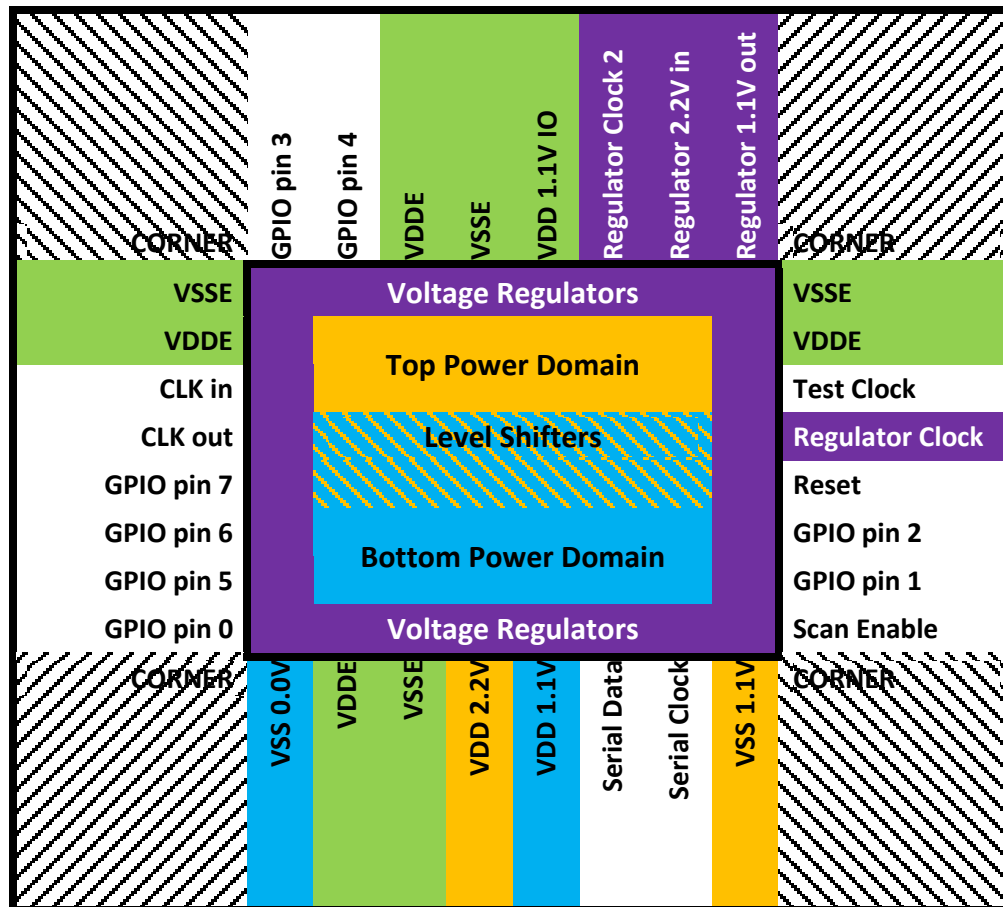 GPIO pin 3
GPIO pin 4
VDDE
VSSE
VDD 1.1V IO
Regulator Clock 2
Regulator 2.2V in
Regulator 1.1V out
CORNER
CORNER
VSSE
VDDE
CLK in
CLK out
GPIO pin 7
GPIO pin 6
GPIO pin 5
GPIO pin 0
Voltage Regulators
Top Power Domain
Level Shifters
Bottom Power Domain
Voltage Regulators
VSSE
VDDE
Test Clock
Regulator Clock
Reset
GPIO pin 2
GPIO pin 1
Scan Enable
CORNER
CORNER
VSS 0.0V
VDDE
VSSE
VDD 2.2V
VDD 1.1V
Serial Data
Serial Clock
VSS 1.1V